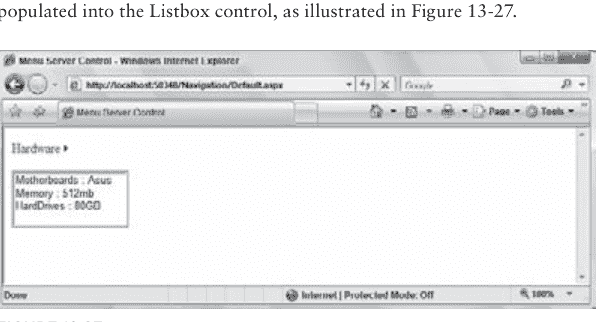 populated into the Listbox control, as illustrated in Figure 13-27.
Menu Server Control - Windows Internet Explorer
http://localhost:50348/Navigation/Default.aspx
Google
Menu Server Control
Page
Tools
Hardware
Motherboards : Asus
Memory : 512mb
HardDrives : 80GB
Done
Internet | Protected Mode: Off
100%